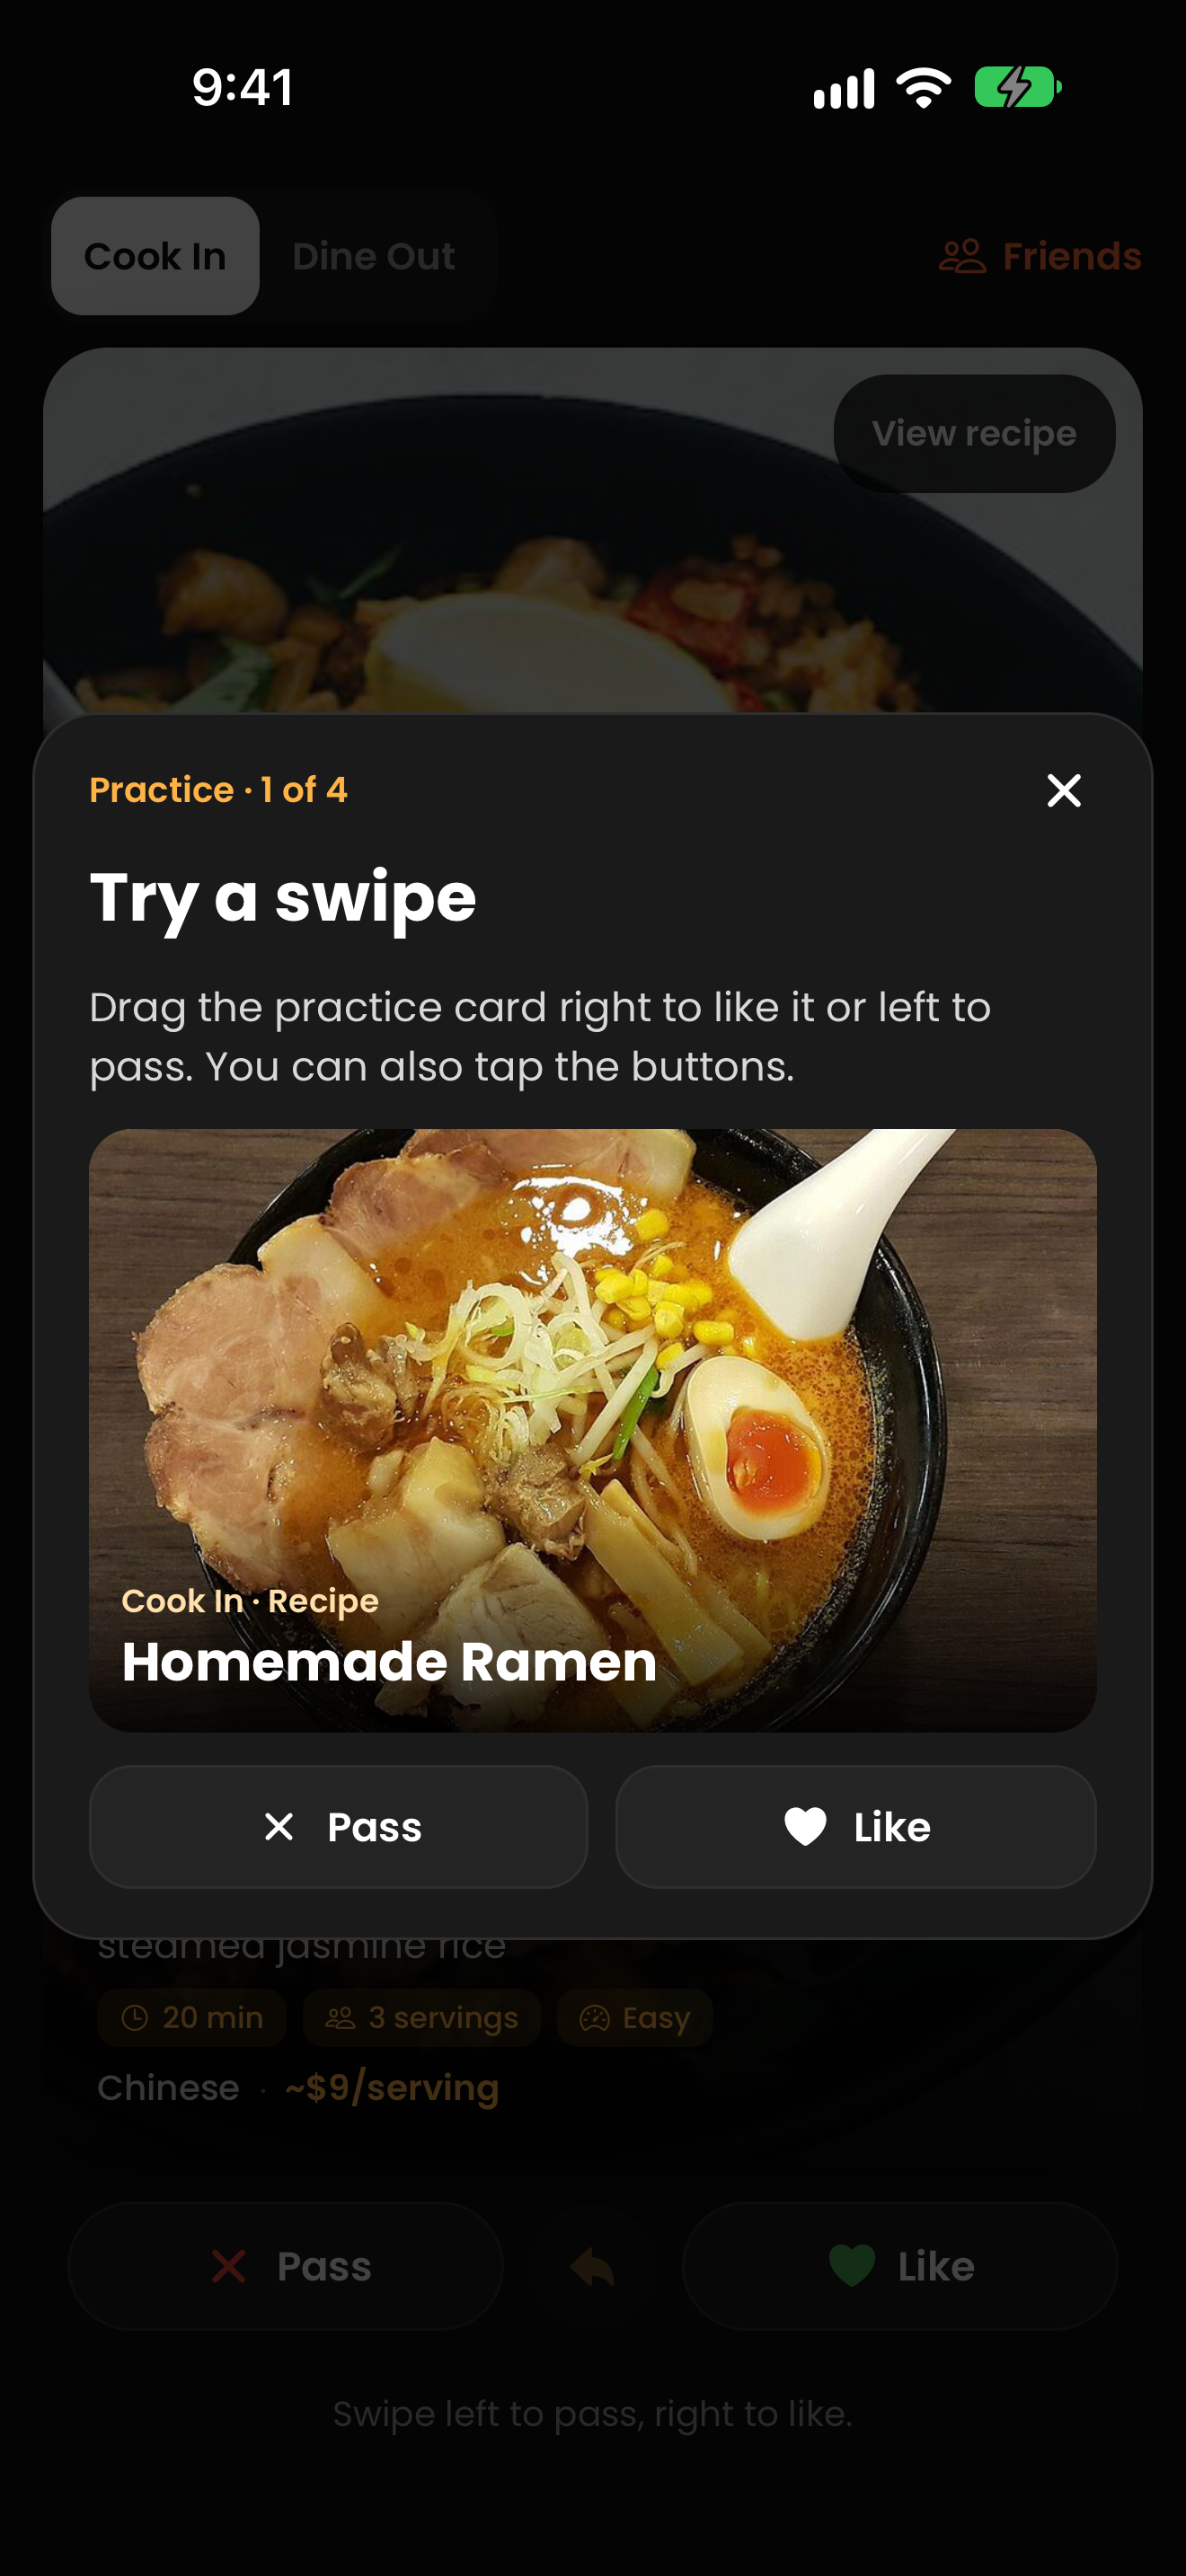 9:41
Cook In
Dine Out
Friends
View recipe
Practice · 1 of 4
Try a swipe
Drag the practice card right to like it or left to
pass. You can also tap the buttons.
Cook In · Recipe
Homemade Ramen
Pass
Like
steamed jasmine rice
20 min
3 servings
Easy
Chinese · ~$9/serving
Pass
Like
Swipe left to pass, right to like.